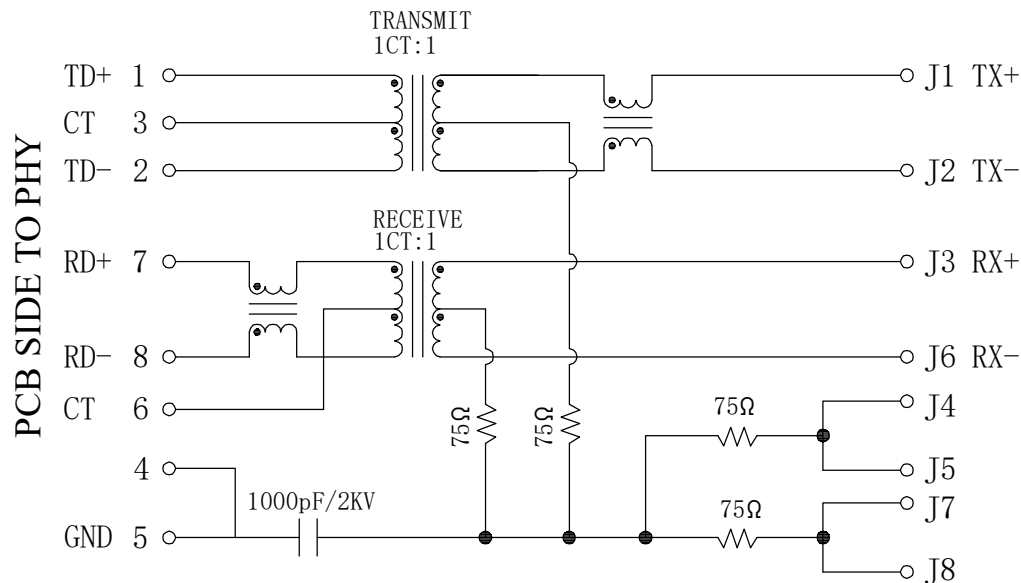 TRANSMIT
1CT:1
TD+ 1
CT 3
TD- 2
J1 TX+
J2 TX-
PCB SIDE TO PHY
RECEIVE
1CT:1
RD+ 7
RD- 8
CT 6
J3 RX+
J6 RX-
75Ω
75Ω
75Ω
J4
J5
4
1000pF/2KV
GND 5
75Ω
J7
J8